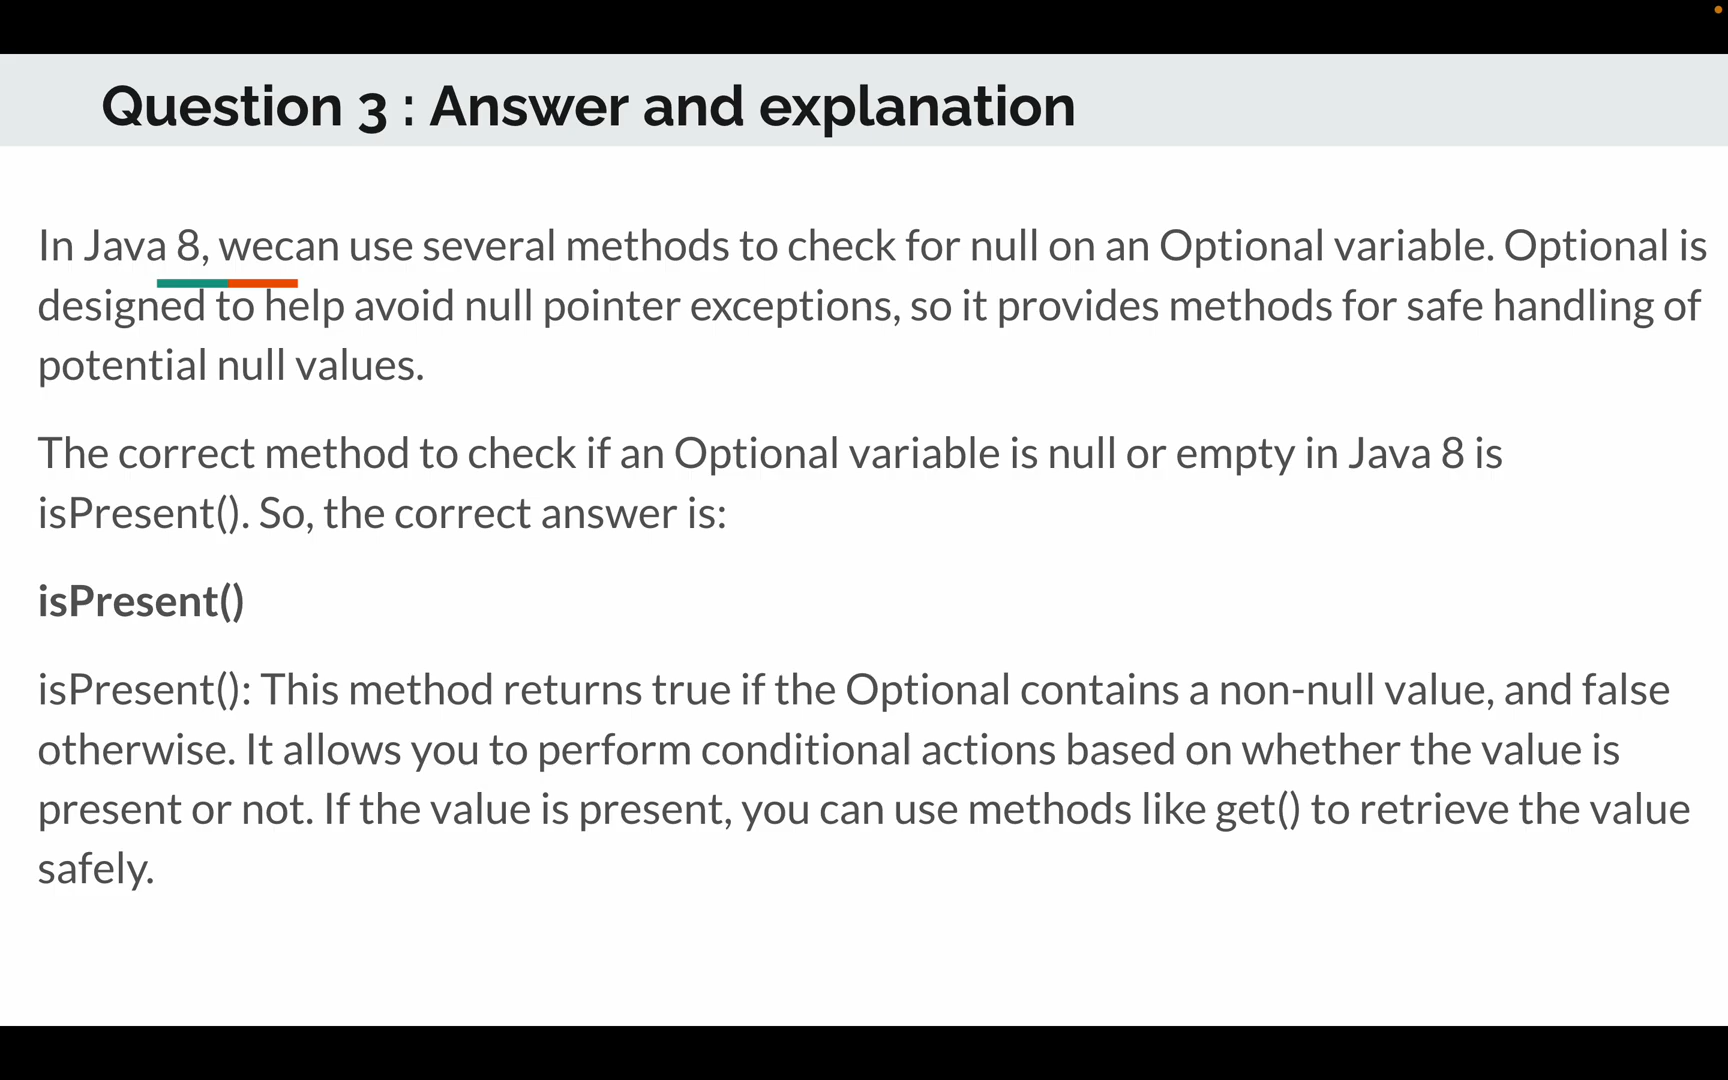 Question 3 : Answer and explanation
In Java 8, wecan use several methods to check for null on an Optional variable. Optional is
designed to help avoid null pointer exceptions, so it provides methods for safe handling of
potential null values.
The correct method to check if an Optional variable is null or empty in Java 8 is
isPresent(). So, the correct answer is:
isPresent()
isPresent(): This method returns true if the Optional contains a non-null value, and false
otherwise. It allows you to perform conditional actions based on whether the value is
present or not. If the value is present, you can use methods like get() to retrieve the value
safely.